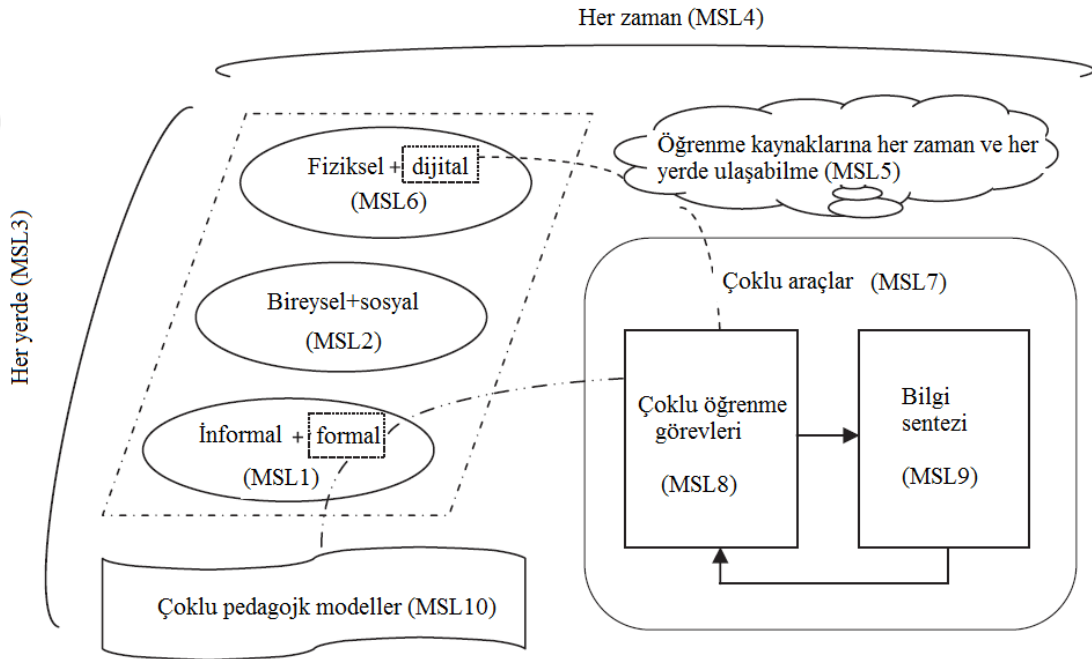 Her zaman (MSL4)
Her yerde (MSL3)
Fiziksel + dijital
(MSL6)
Bireysel+sosyal
(MSL2)
İnformal + formal
(MSL1)
Çoklu pedagojk modeller (MSL10)
Öğrenme kaynaklarına her zaman ve her
yerde ulaşabilme (MSL5)
Çoklu araçlar (MSL7)
Çoklu öğrenme
görevleri
(MSL8)
Bilgi
sentezi
(MSL9)